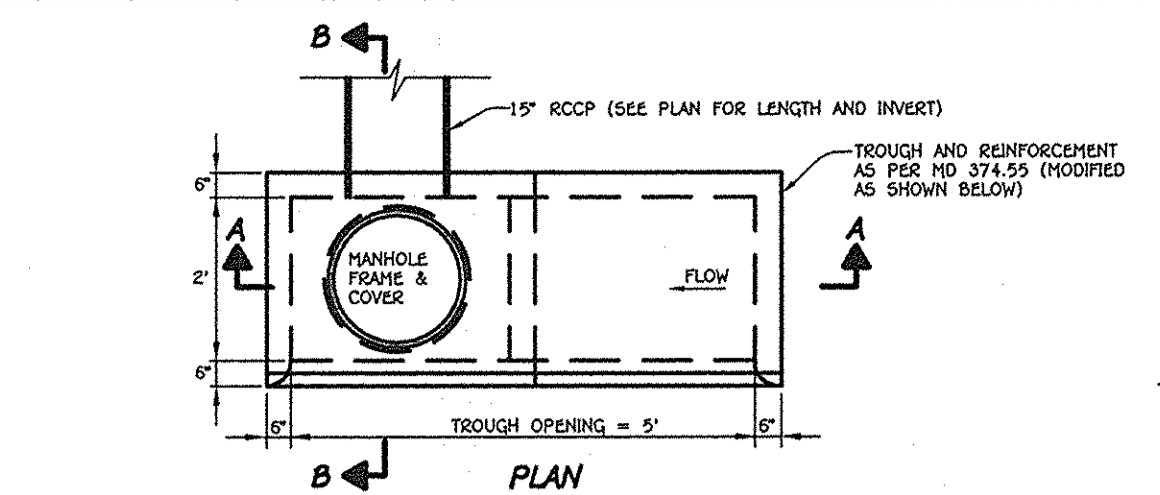 B
15" RCCP (SEE PLAN FOR LENGTH AND INVERT)
TROUGH AND REINFORCEMENT
AS PER MD 374.55 (MODIFIED
AS SHOWN BELOW)
6"
A
A
MANHOLE
FRAME &
COVER
2'
FLOW
6"
6"
TROUGH OPENING = 5'
6"
B
PLAN